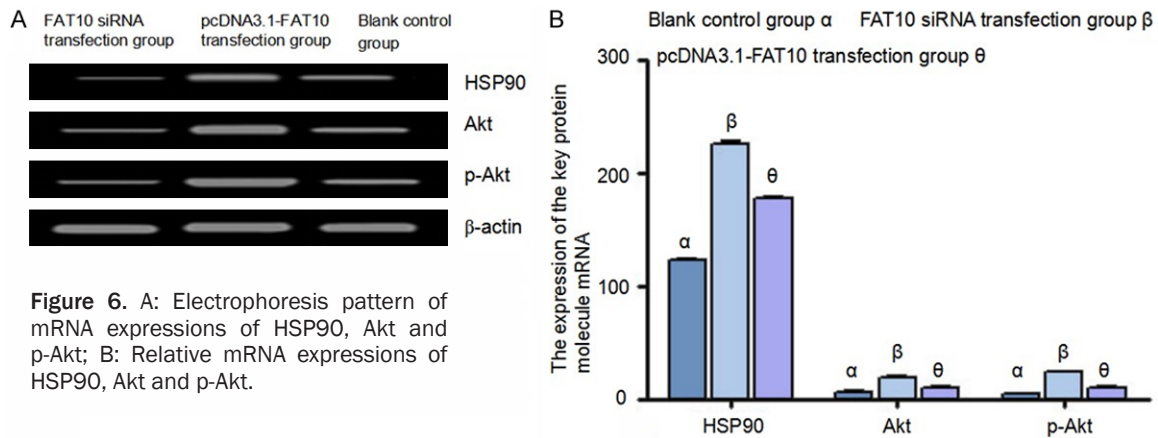 A
FAT10 siRNA
transfection group
pcDNA3.1-FAT10
transfection group
Blank control
group
HSP90
Akt
p-Akt
β-actin
Figure 6. A: Electrophoresis pattern of
mRNA expressions of HSP90, Akt and
p-Akt; B: Relative mRNA expressions of
HSP90, Akt and p-Akt.
B
Blank control group α FAT10 siRNA transfection group β
pcDNA3.1-FAT10 transfection group θ
The expression of the key protein
molecule mRNA
300
200
100
0
α β θ
α β θ
α β θ
HSP90 Akt p-Akt